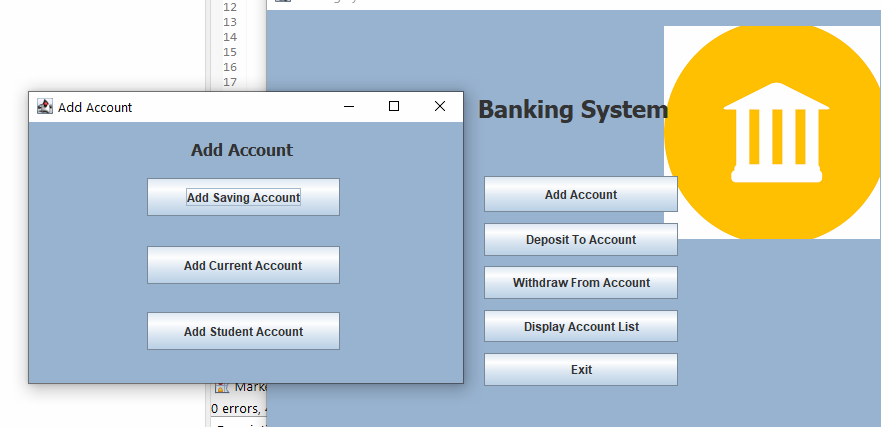 12
13
14
15
16
17
Add Account
Add Account
Add Saving Account
Add Current Account
Add Student Account
Banking System
Add Account
Deposit To Account
Withdraw From Account
Display Account List
Exit
0 errors,